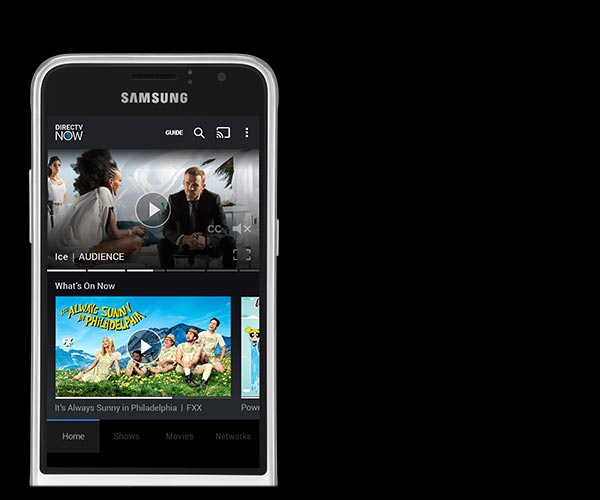 SAMSUNG
DIRECTV
NOW
GUIDE
CC
Ice | AUDIENCE
What's On Now
It's ALWAYS SUNNY
in PHILADELPHIA
FX
It's Always Sunny in Philadelphia | FXX
Powe
Home
Shows
Movies
Networks